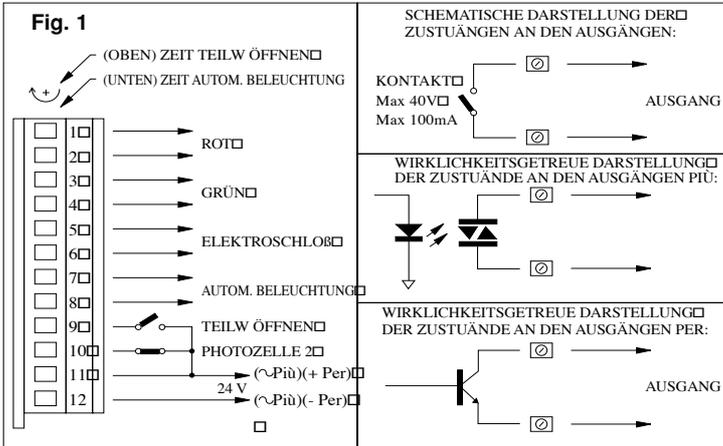 Fig. 1
(OBEN) ZEIT TEILW ÖFFNEN□
(UNTEN) ZEIT AUTOM. BELEUCHTUNG
+
1□
2□
ROT□
3□
4□
GRÜN□
5□
6□
ELEKTROSCHLOß□
7□
8□
AUTOM. BELEUCHTUNG□
9□
TEILW ÖFFNEN□
10□
PHOTOZELLE 2□
11□
(∿Più)(+ Per)□
24 V
12
(∿Più)(- Per)□
□
SCHEMATISCHE DARSTELLUNG DER□
ZUSTUÄNGEN AN DEN AUSGÄNGEN:
KONTAKT□
Max 40V□
Max 100mA
AUSGANG
WIRKLICHKEITSGETREUE DARSTELLUNG□
DER ZUSTUÄNDE AN DEN AUSGÄNGEN PIÙ:
WIRKLICHKEITSGETREUE DARSTELLUNG□
DER ZUSTUÄNDE AN DEN AUSGÄNGEN PER:
AUSGANG